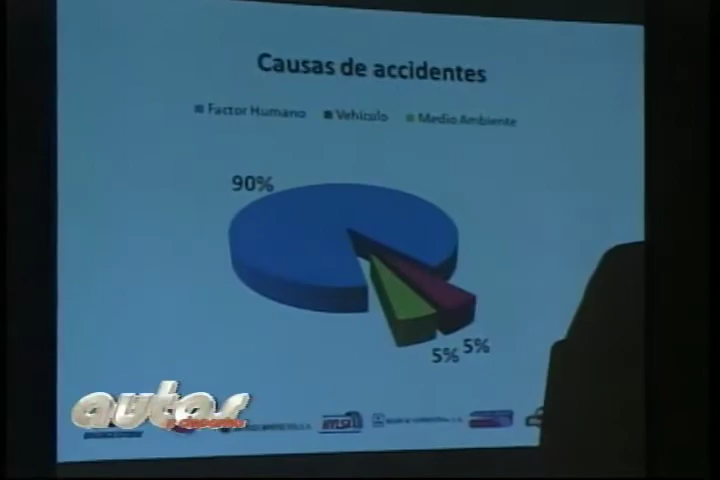 Causas de accidentes
Factor Humano Vehículo Medio Ambiente
90%
5% 5%
autos